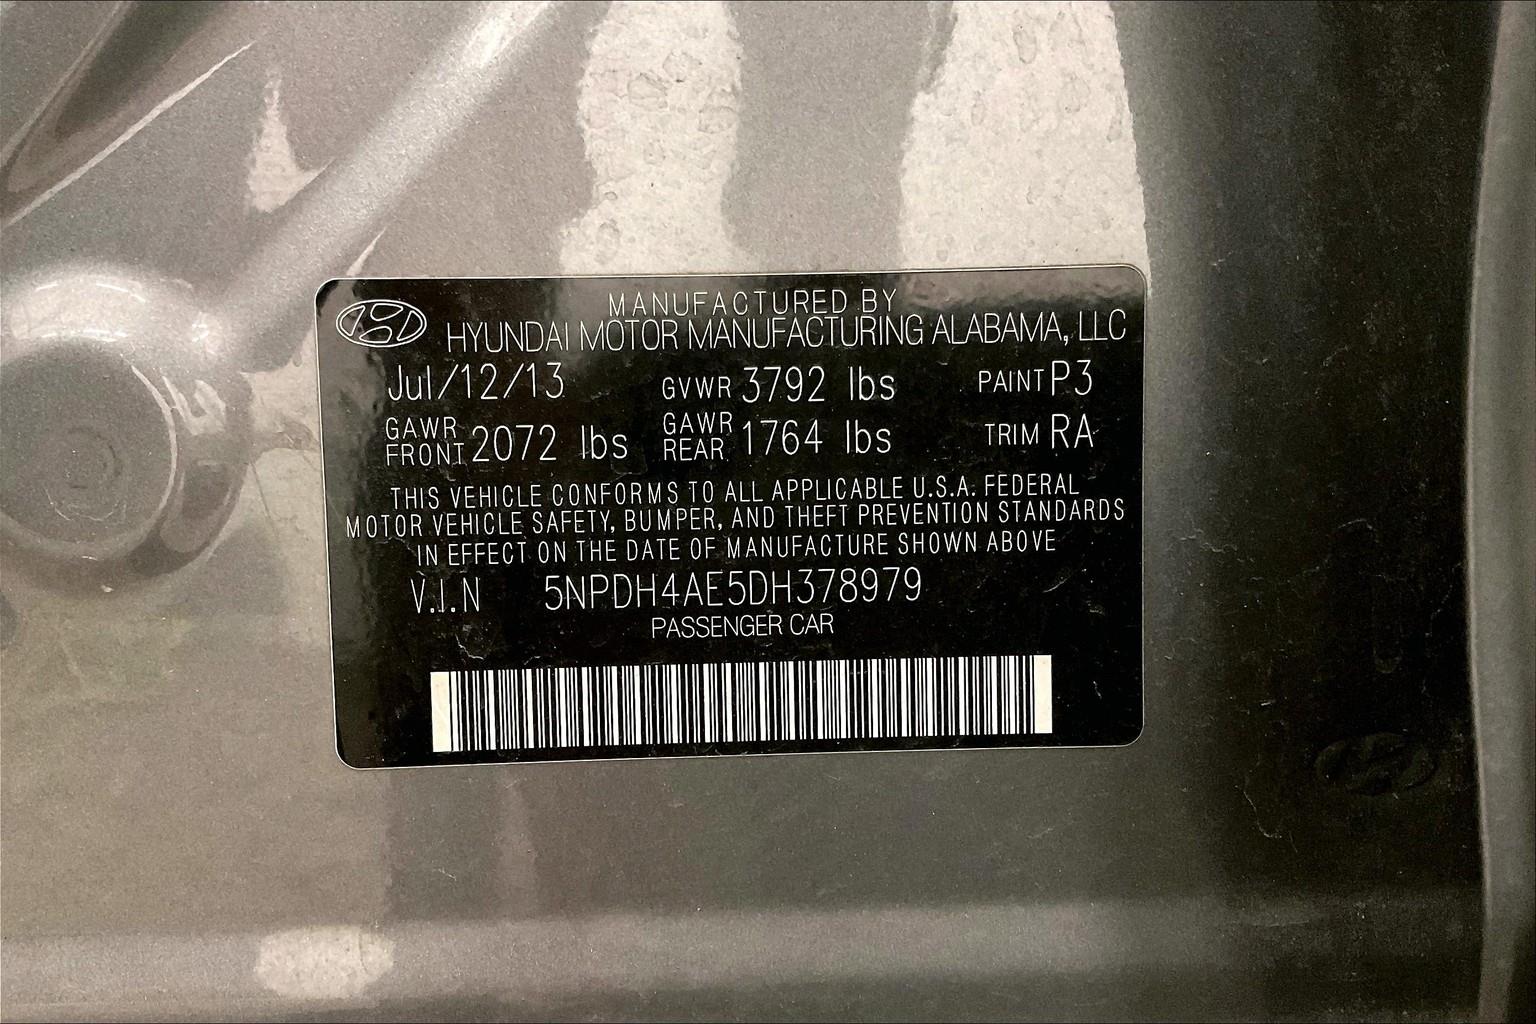 MANUFACTURED BY
HYUNDAI MOTOR MANUFACTURING ALABAMA, LLC
Jul/12/13 GVWR 3792 lbs PAINT P3
GAWR FRONT 2072 lbs GAWR REAR 1764 lbs TRIM RA
THIS VEHICLE CONFORMS TO ALL APPLICABLE U.S.A. FEDERAL
MOTOR VEHICLE SAFETY, BUMPER, AND THEFT PREVENTION STANDARDS
IN EFFECT ON THE DATE OF MANUFACTURE SHOWN ABOVE
V.I.N 5NPDH4AE5DH378979
PASSENGER CAR